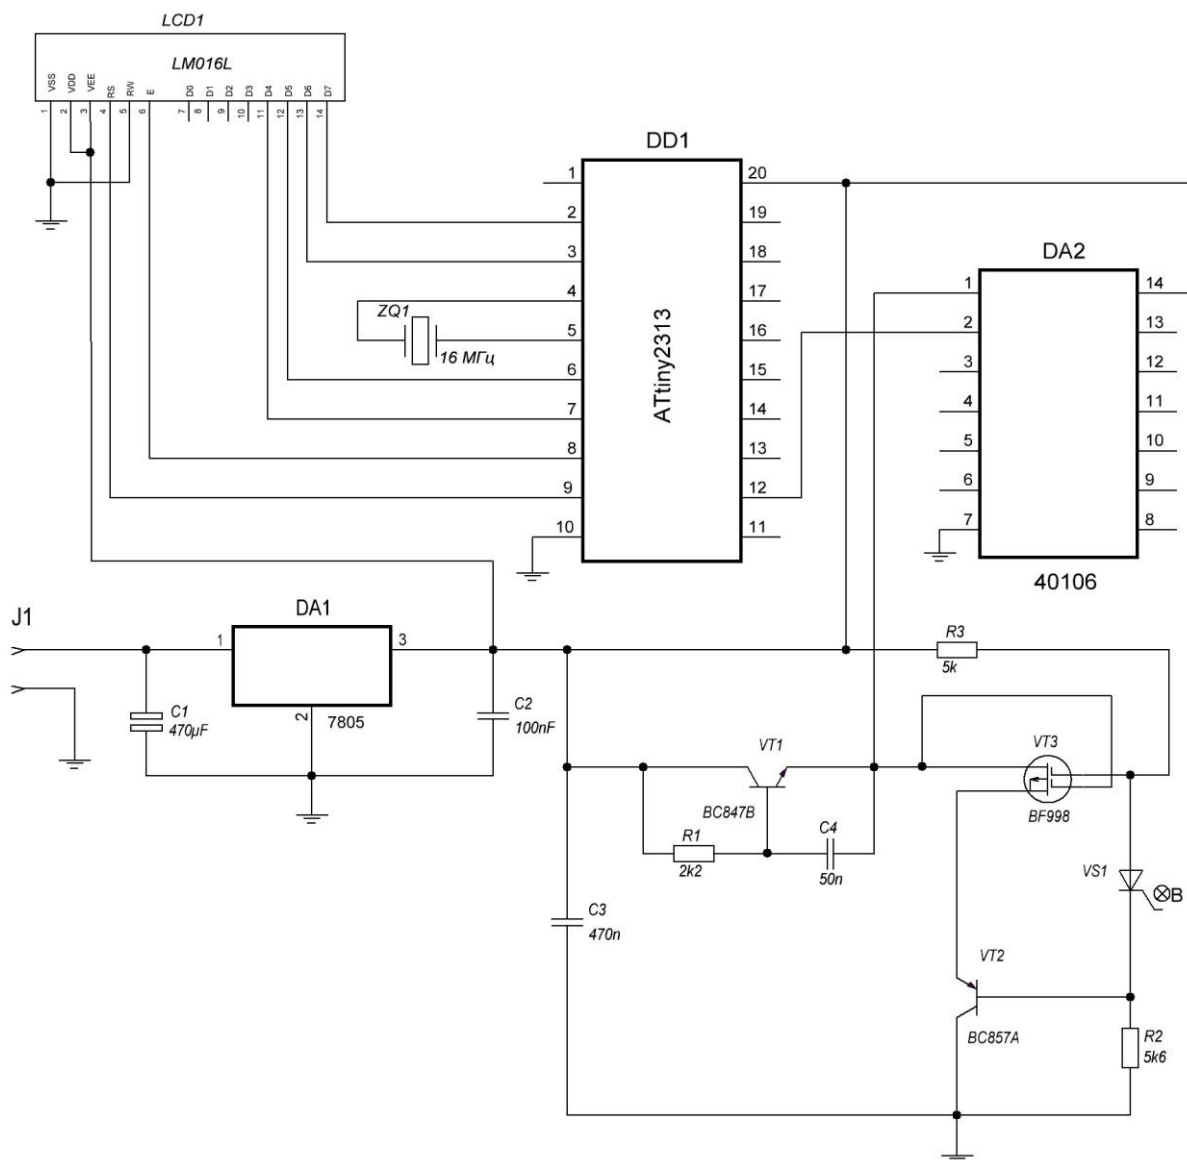 LCD1
LM016L
VSS VDD VEE RS RW E D0 D1 D2 D3 D4 D5 D6 D7
1 2 3 4 5 6 7 8 9 10 11 12 13 14
DD1
ATtiny2313
1 20
2 19
3 18
4 17
5 16
6 15
7 14
8 13
9 12
10 11
ZQ1
16 МГц
DA2
1 14
2 13
3 12
4 11
5 10
6 9
7 8
40106
J1
DA1
1 3
2
7805
C1
470µF
C2
100nF
R3
5k
VT1
BC847B
R1
2k2
C4
50n
VT3
BF998
VS1
B
C3
470n
VT2
BC857A
R2
5k6